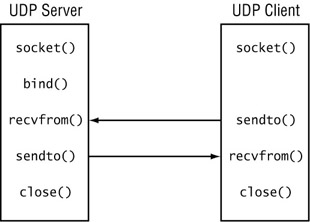 UDP Server
socket()
bind()
recvfrom()
sendto()
close()
UDP Client
socket()
sendto()
recvfrom()
close()